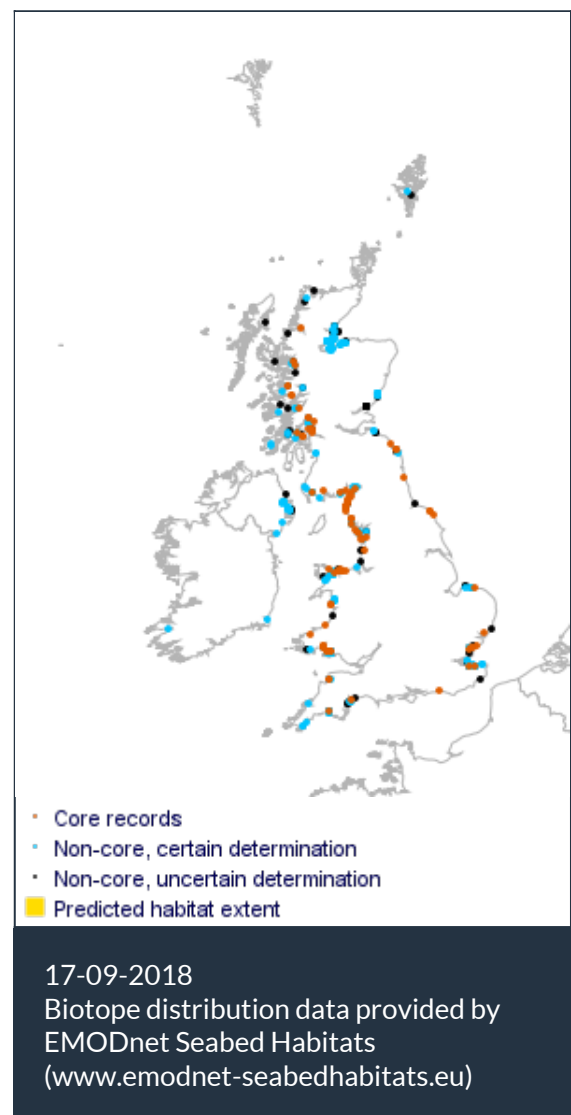 Core records
Non-core, certain determination
Non-core, uncertain determination
Predicted habitat extent
17-09-2018
Biotope distribution data provided by
EMODnet Seabed Habitats
(www.emodnet-seabedhabitats.eu)